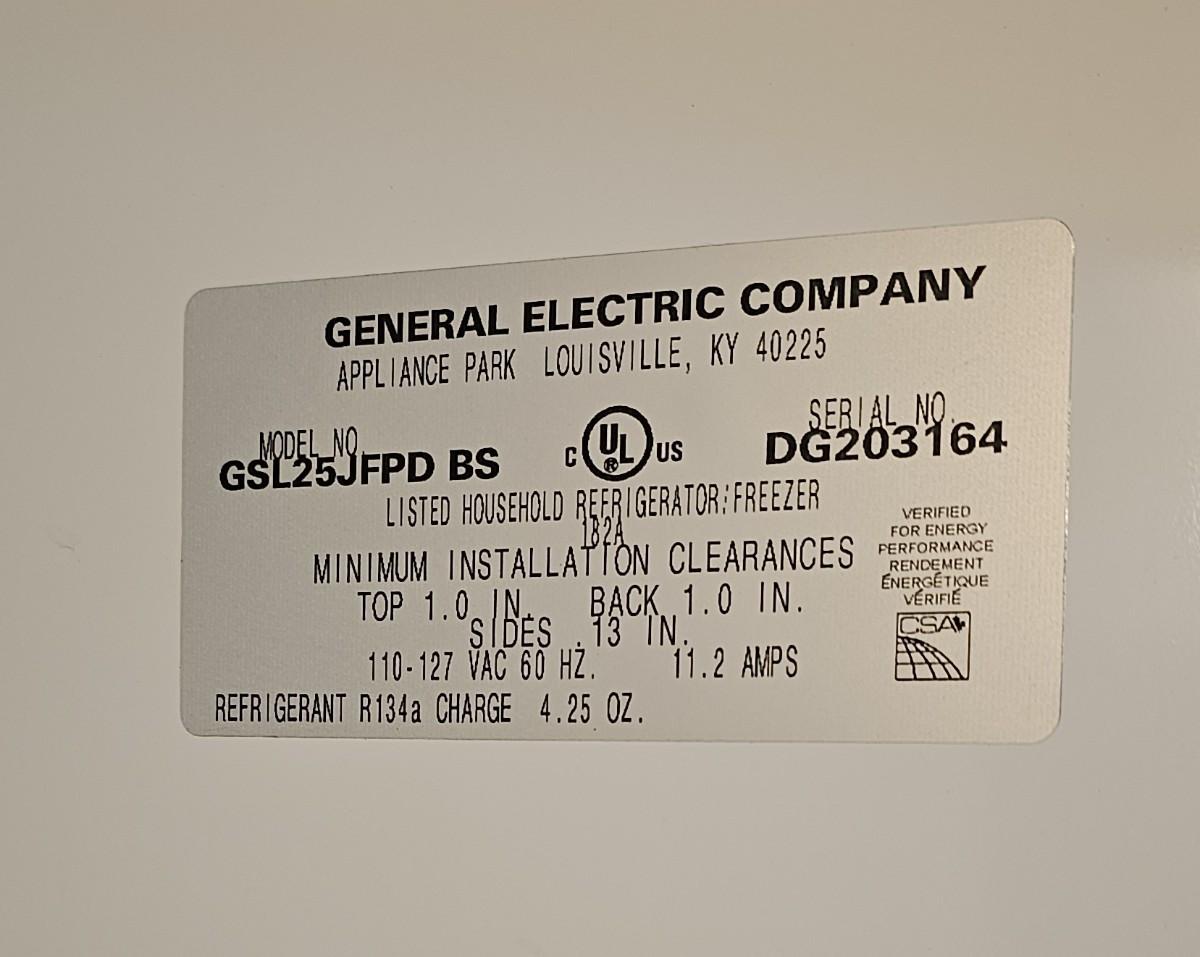 GENERAL ELECTRIC COMPANY
APPLIANCE PARK LOUISVILLE, KY 40225
MODEL NO.
GSL25JFPD BS
C UL ® US
SERIAL NO.
DG203164
LISTED HOUSEHOLD REFRIGERATOR/FREEZER
182A
MINIMUM INSTALLATION CLEARANCES
TOP 1.0 IN. BACK 1.0 IN.
SIDES .13 IN.
110-127 VAC 60 HZ. 11.2 AMPS
REFRIGERANT R134a CHARGE 4.25 OZ.
VERIFIED
FOR ENERGY
PERFORMANCE
RENDEMENT
ÉNERGÉTIQUE
VÉRIFIÉ
CSA